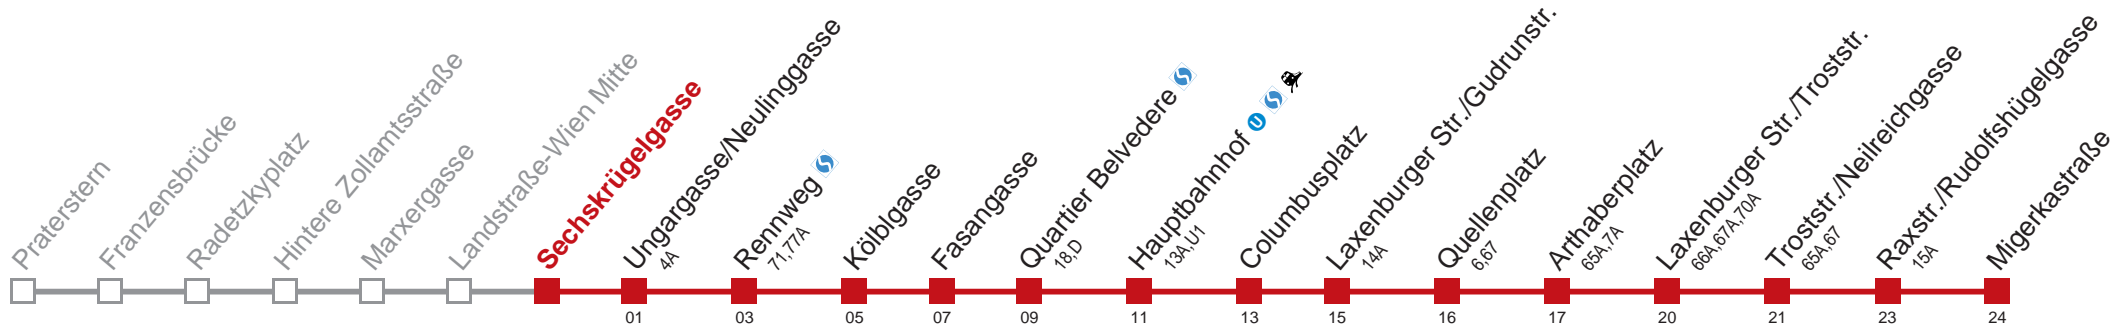 Praterstern
Franzensbrücke
Radetzkyplatz
Hintere Zollamtsstraße
Marxergasse
Landstraße-Wien Mitte
Sechskrügelgasse
Ungargasse/Neulinggasse
4A
Rennweg S
71,77A
Kölblgasse
Fasangasse
Quartier Belvedere S
18,D
Hauptbahnhof U S
13A,U1
Columbusplatz
Laxenburger Str./Gudrunstr.
14A
Quellenplatz
6,67
Arthaberplatz
65A,7A
Laxenburger Str./Troststr.
66A,67A,70A
Troststr./Neilreichgasse
65A,67
Raxstr./Rudolfshügelgasse
15A
Migerkastraße
01 03 05 07 09 11 13 15 16 17 20 21 23 24